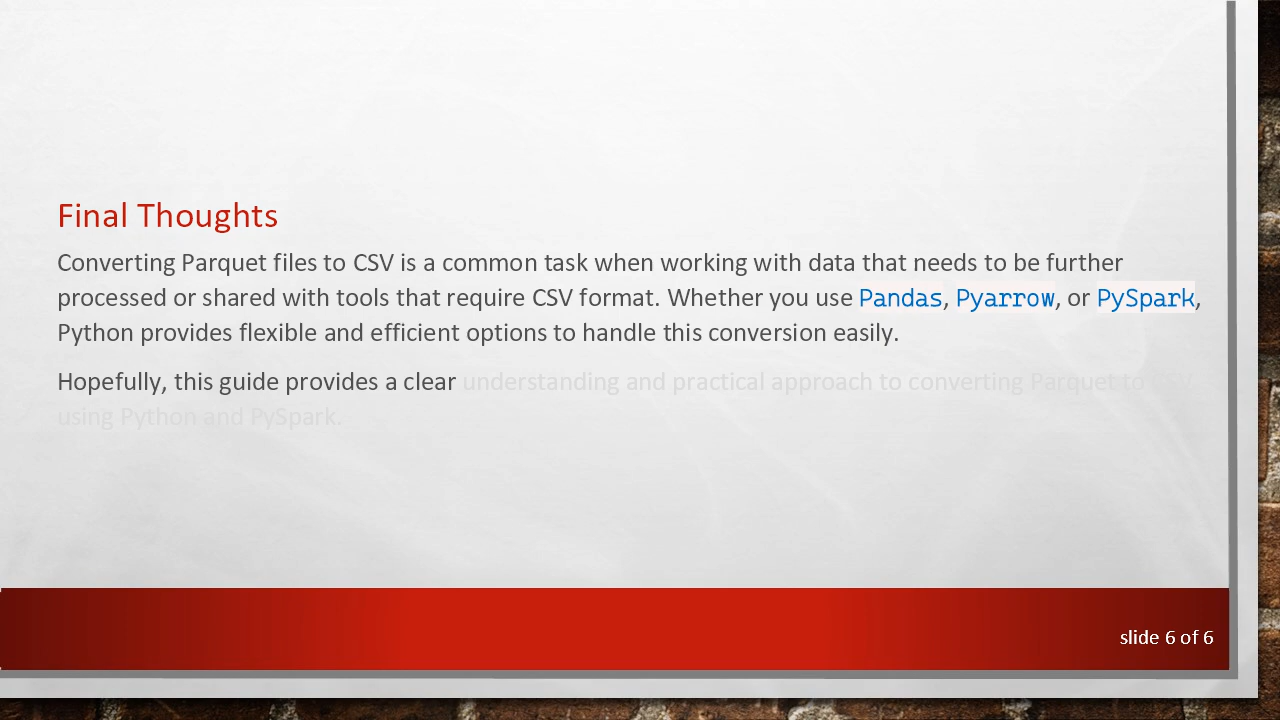 Final Thoughts
Converting Parquet files to CSV is a common task when working with data that needs to be further
processed or shared with tools that require CSV format. Whether you use Pandas, Pyarrow, or PySpark,
Python provides flexible and efficient options to handle this conversion easily.
Hopefully, this guide provides a clear understanding and practical approach to converting Parquet to CSV
using Python and PySpark.
slide 6 of 6